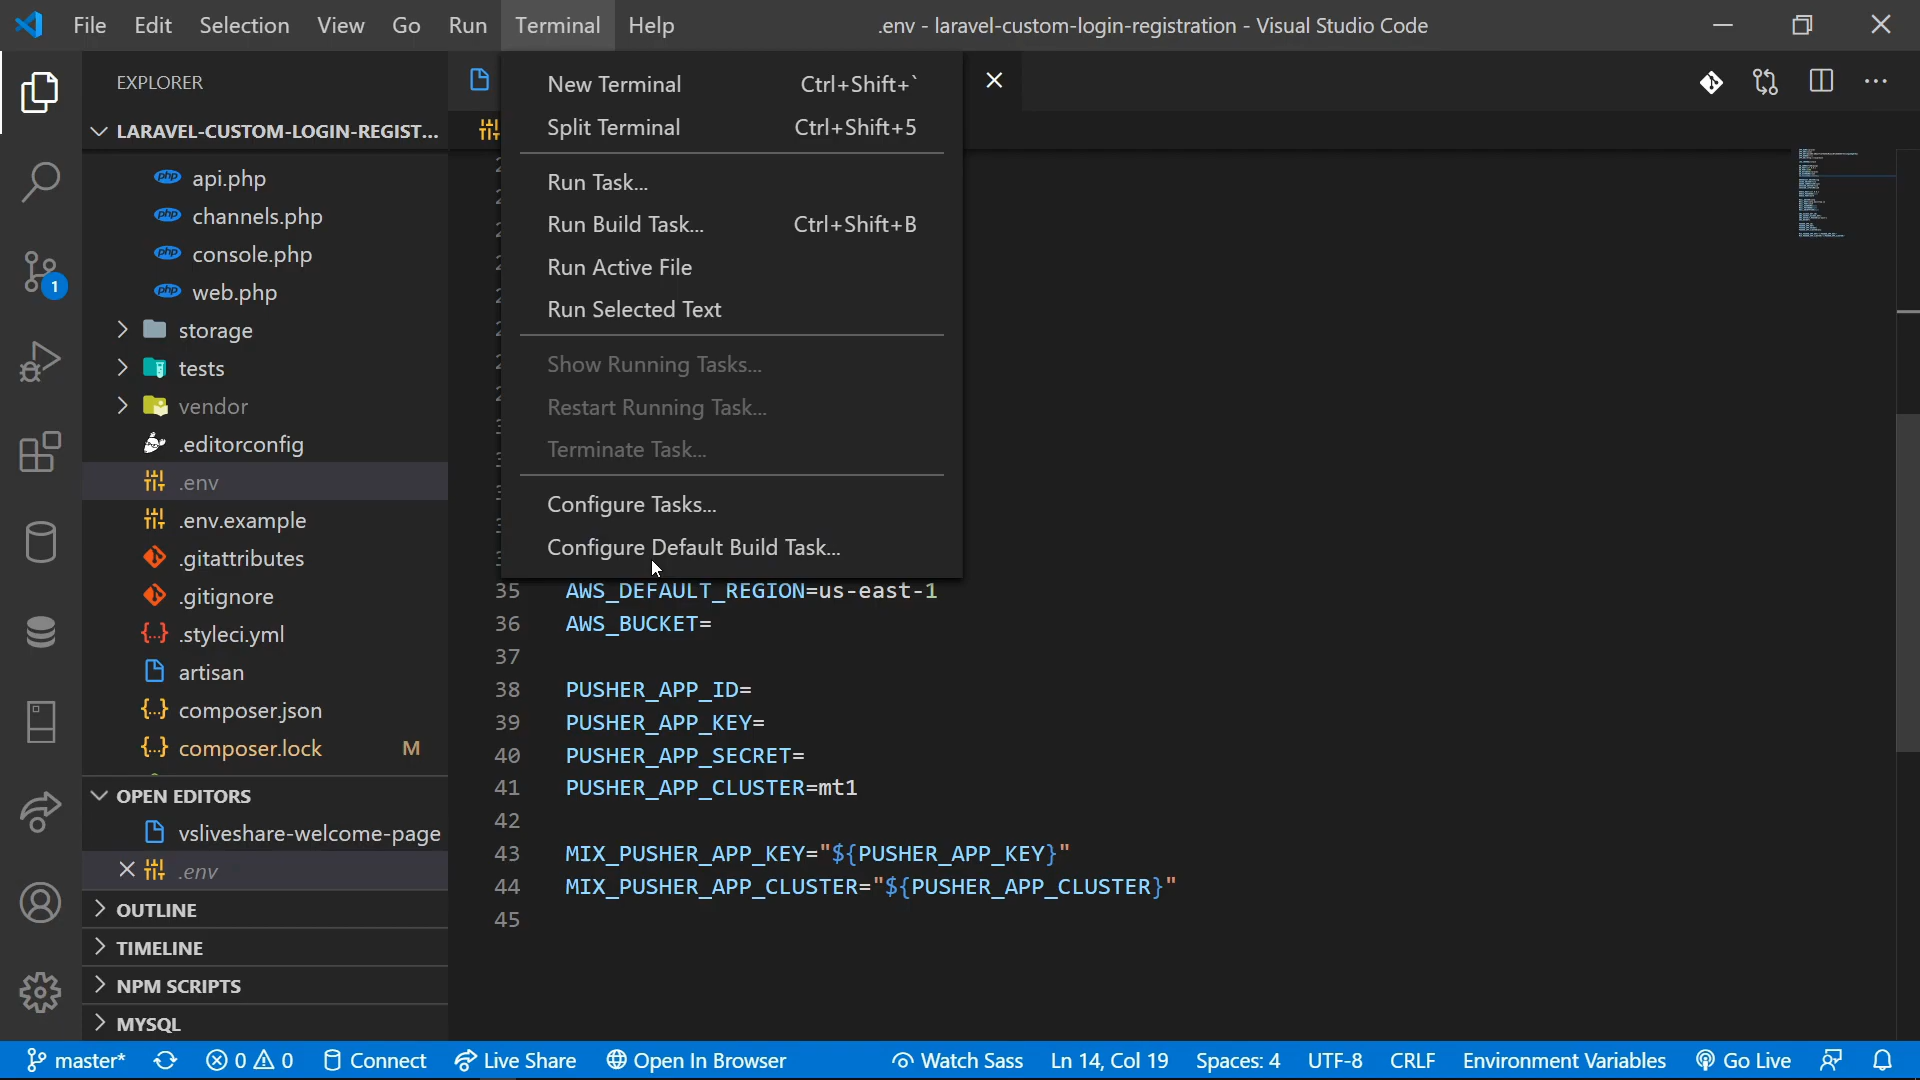 File Edit Selection View Go Run Terminal Help .env - laravel-custom-login-registration - Visual Studio Code
EXPLORER
LARAVEL-CUSTOM-LOGIN-REGIST...
php api.php
php channels.php
php console.php
php web.php
storage
tests
vendor
.editorconfig
.env
.env.example
.gitattributes
.gitignore
{...} .styleci.yml
artisan
{...} composer.json
{...} composer.lock M
1
OPEN EDITORS
vsliveshare-welcome-page
.env
OUTLINE
TIMELINE
NPM SCRIPTS
MYSQL
New Terminal Ctrl+Shift+`
Split Terminal Ctrl+Shift+5
Run Task...
Run Build Task... Ctrl+Shift+B
Run Active File
Run Selected Text
Show Running Tasks...
Restart Running Task...
Terminate Task...
Configure Tasks...
Configure Default Build Task...
35 AWS_DEFAULT_REGION=us-east-1
36 AWS_BUCKET=
37
38 PUSHER_APP_ID=
39 PUSHER_APP_KEY=
40 PUSHER_APP_SECRET=
41 PUSHER_APP_CLUSTER=mt1
42
43 MIX_PUSHER_APP_KEY="${PUSHER_APP_KEY}"
44 MIX_PUSHER_APP_CLUSTER="${PUSHER_APP_CLUSTER}"
45
master* 0 0 Connect Live Share Open In Browser Watch Sass Ln 14, Col 19 Spaces: 4 UTF-8 CRLF Environment Variables Go Live